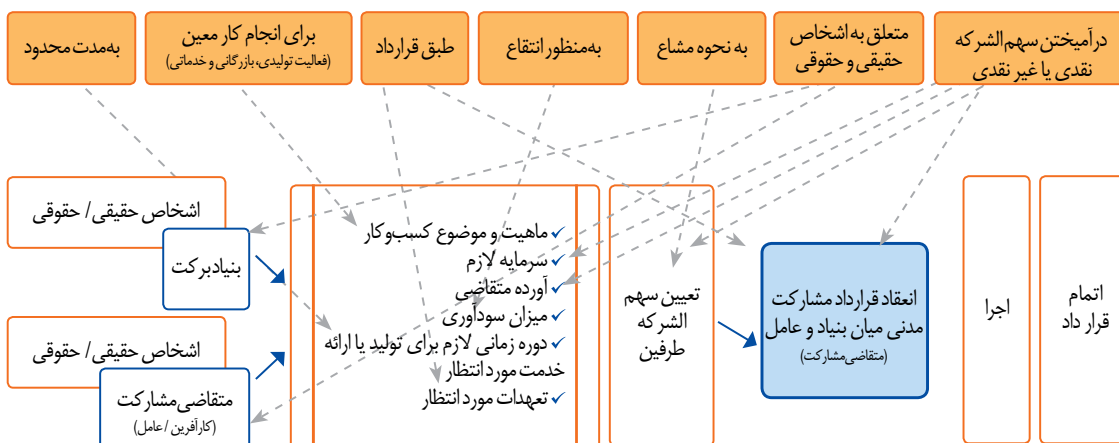 درآمیختن سهم‌الشرکه
نقدی یا غیر نقدی
متعلق به اشخاص
حقیقی و حقوقی
به نحوه مشاع
به‌منظور انتقاع
طبق قرارداد
برای انجام کار معین
(فعالیت تولیدی، بازرگانی و خدماتی)
به‌مدت محدود
اشخاص حقیقی/ حقوقی
بنیاد برکت
اشخاص حقیقی/ حقوقی
متقاضی مشارکت
(کارآفرین / عامل)
✓ ماهیت و موضوع کسب‌وکار
✓ سرمایه لازم
✓ آورده متقاضی
✓ میزان سودآوری
✓ دوره زمانی لازم برای تولید یا ارائه
خدمت مورد انتظار
✓ تعهدات مورد انتظار
تعیین سهم
الشرکه
طرفین
انعقاد قرارداد مشارکت
مدنی میان بنیاد و عامل
(متقاضی مشارکت)
اجرا
اتمام
قرار داد